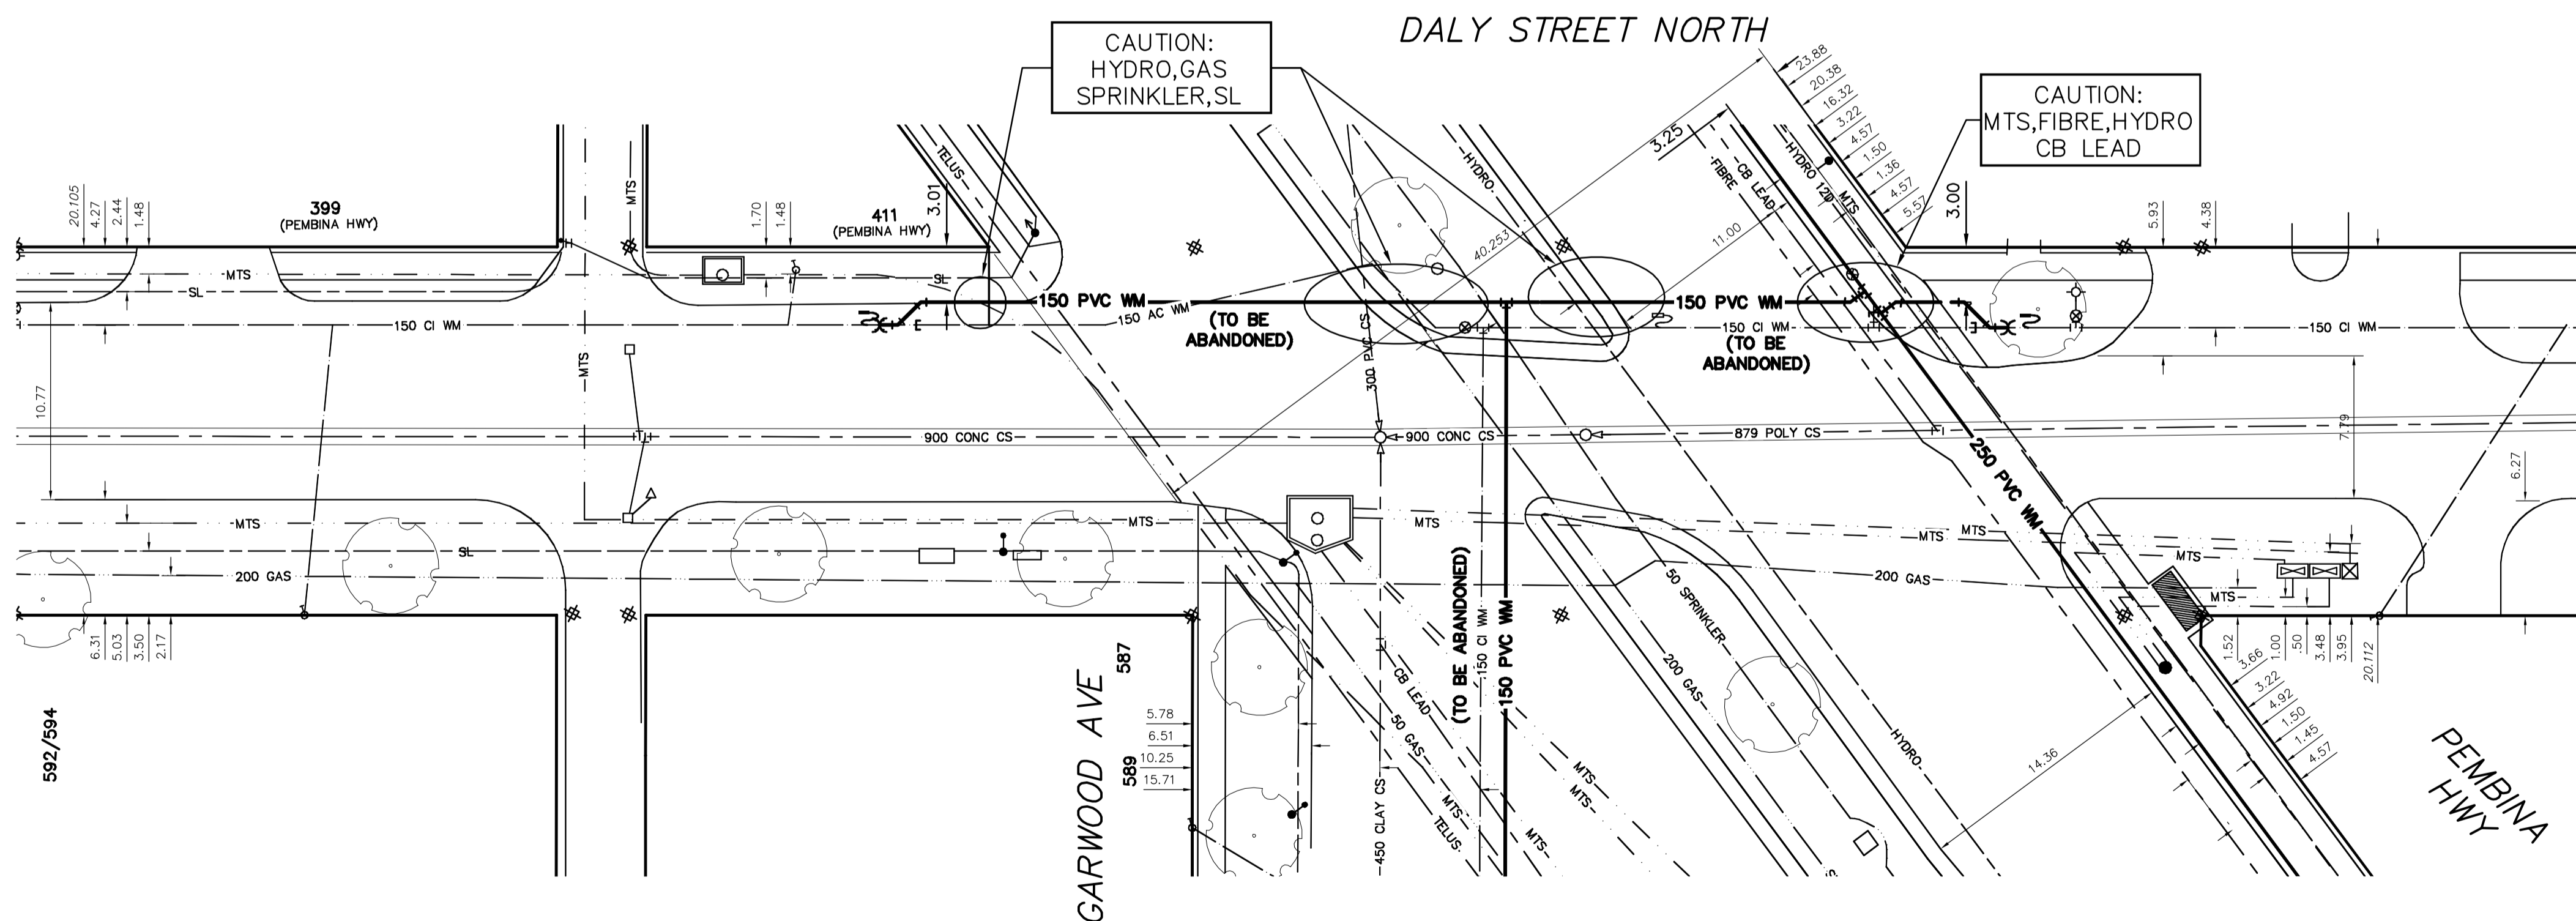 DALY STREET NORTH
CAUTION:
HYDRO,GAS
SPRINKLER,SL
CAUTION:
MTS,FIBRE,HYDRO
CB LEAD
23.88
20.38
16.32
3.22
4.57
1.50
1.36
4.57
5.57
3.25
40.253
11.00
3.00
5.93
4.38
20.105
4.27
2.44
1.48
399
(PEMBINA HWY)
MTS
1.70
1.48
411
(PEMBINA HWY)
3.01
TELUS
HYDRO
FIBRE
CB LEAD
HYDRO
MTS
MTS
SL
SL
150 CI WM
MTS
150 PVC WM
150 AC WM
(TO BE
ABANDONED)
300 PVC CS
150 PVC WM
150 CI WM
(TO BE
ABANDONED)
150 CI WM
10.77
900 CONC CS
900 CONC CS
879 POLY CS
7.79
6.27
250 PVC WM
MTS
MTS
MTS
MTS
MTS
MTS
MTS
SL
200 GAS
200 GAS
6.31
5.03
3.50
2.17
592/594
GARWOOD AVE
587
589
5.78
6.51
10.25
15.71
450 CLAY CS
CB LEAD
50 GAS
MTS
TELUS
MTS
MTS
MTS
(TO BE ABANDONED)
150 CI WM
150 PVC WM
50 SPRINKLER
200 GAS
HYDRO
14.36
1.52
1.00
.50
3.48
3.95
20.112
3.66
3.22
4.92
1.50
1.45
4.57
PEMBINA
HWY